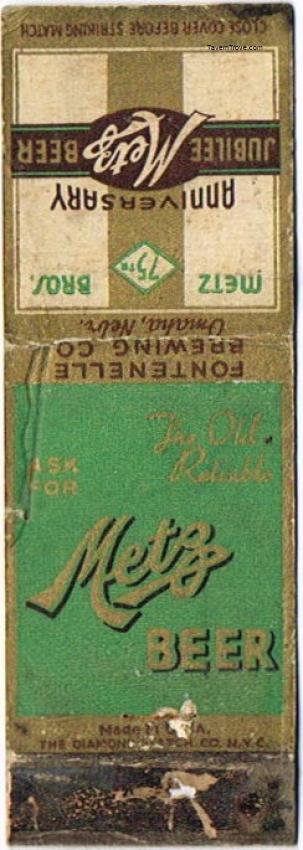 CLOSE COVER BEFORE STRIKING MATCH
TavernTrove.com
JUBILEE Metz BEER
ANNIVERSARY
METZ 75TH BROS.
FONTENELLE
BREWING CO
Omaha, Nebr.
ASK
FOR
The Old
Reliable
Metz
BEER
Made
THE DIAMOND MATCH CO. N.Y.C.